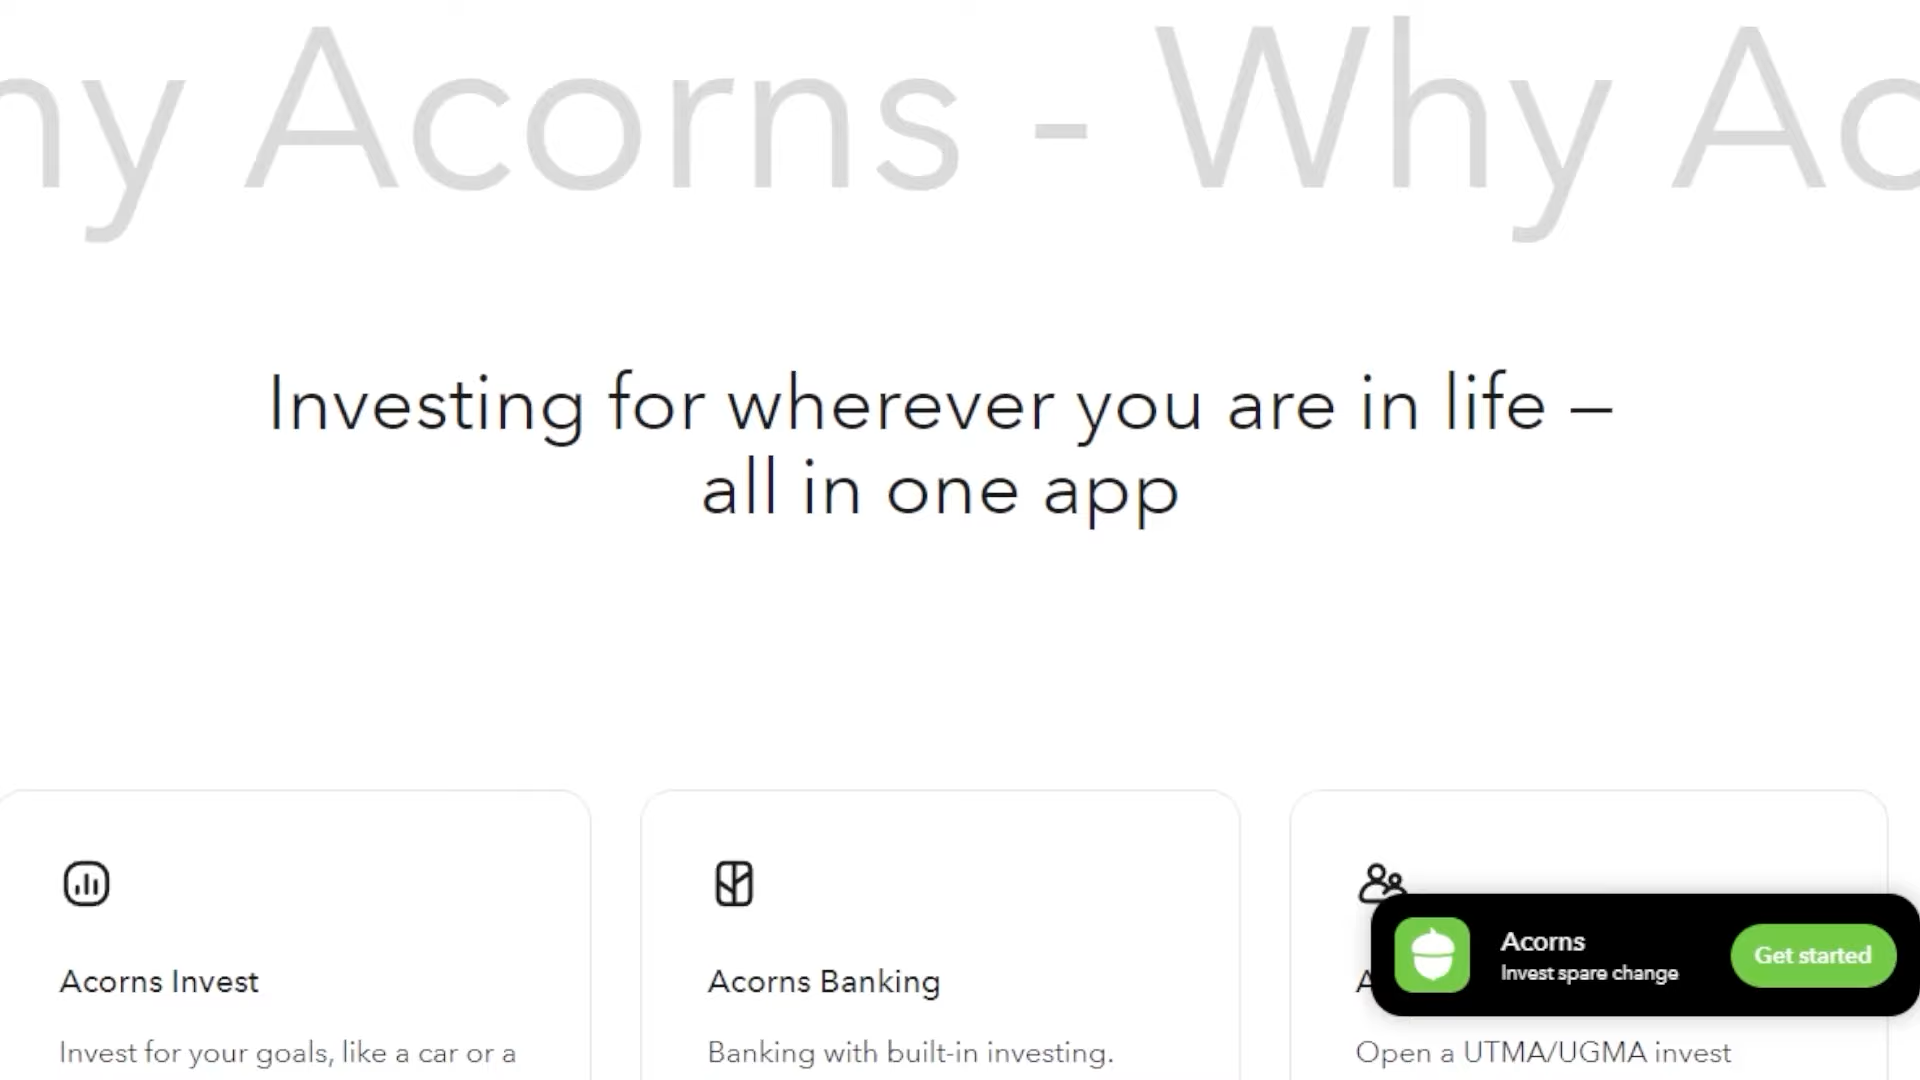 hy Acorns - Why Ac
Investing for wherever you are in life –
all in one app
Acorns Invest
Invest for your goals, like a car or a
Acorns Banking
Banking with built-in investing.
A
Open a UTMA/UGMA invest
Acorns
Invest spare change
Get started